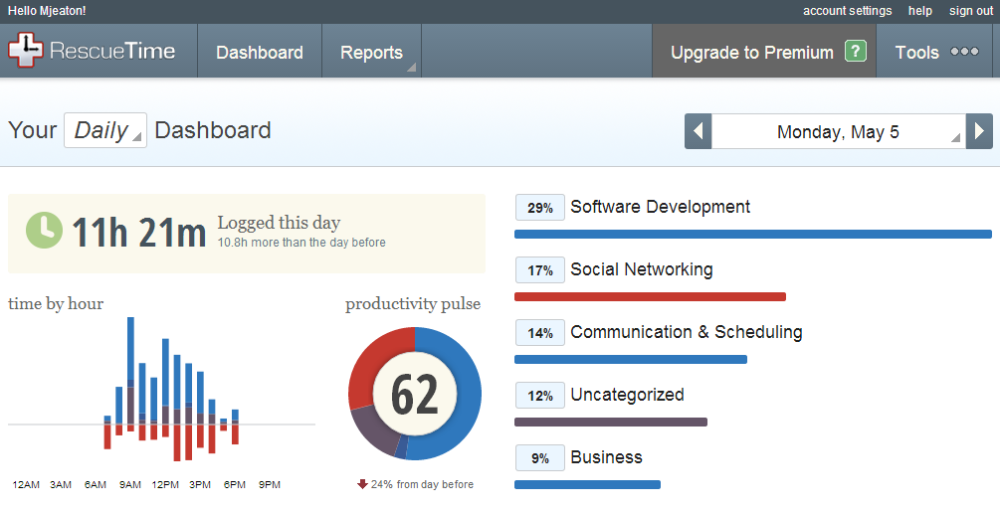 Hello Mjeaton!
account settings help sign out
RescueTime Dashboard Reports Upgrade to Premium ? Tools
Your Daily Dashboard
Monday, May 5
11h 21m
Logged this day
10.8h more than the day before
time by hour
12AM 3AM 6AM 9AM 12PM 3PM 6PM 9PM
productivity pulse
62
24% from day before
29% Software Development
17% Social Networking
14% Communication & Scheduling
12% Uncategorized
9% Business